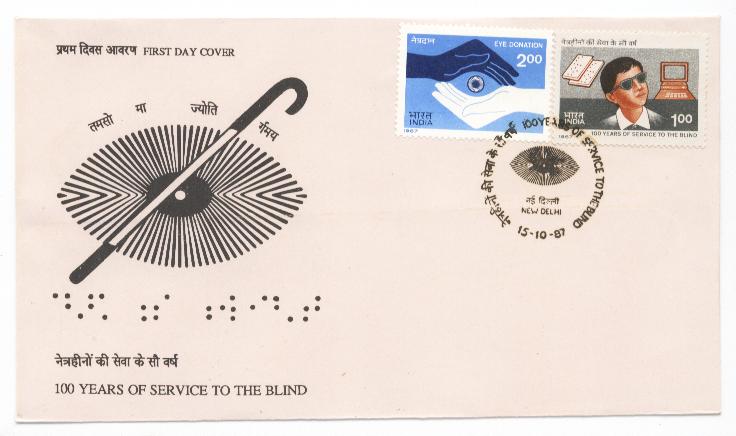 प्रथम दिवस आवरण FIRST DAY COVER
तमसो मा ज्योति र्गमय
नेत्रहीनों की सेवा के सौ वर्ष
100 YEARS OF SERVICE TO THE BLIND
नेत्रदान
EYE DONATION
200
भारत
INDIA
1987
नेत्रहीनों की सेवा के सौ वर्ष
भारत
INDIA
1 00
1987 100 YEARS OF SERVICE TO THE BLIND
नेत्रहीनों की सेवा के सौ वर्ष 100 YEARS OF SERVICE TO THE BLIND
नई दिल्ली
NEW DELHI
15-10-87